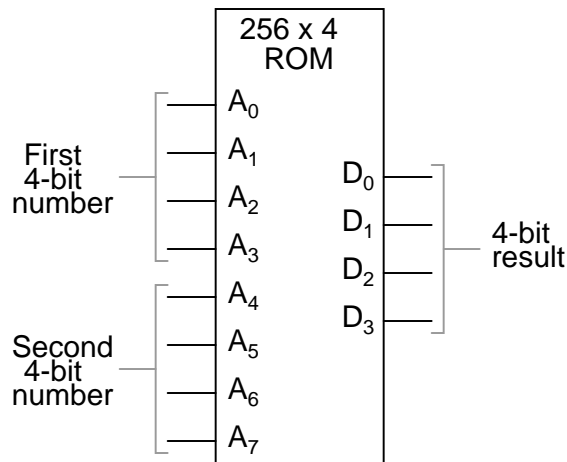 256 x 4
ROM
First
4-bit
number
A0
A1
A2
A3
Second
4-bit
number
A4
A5
A6
A7
D0
D1
D2
D3
4-bit
result